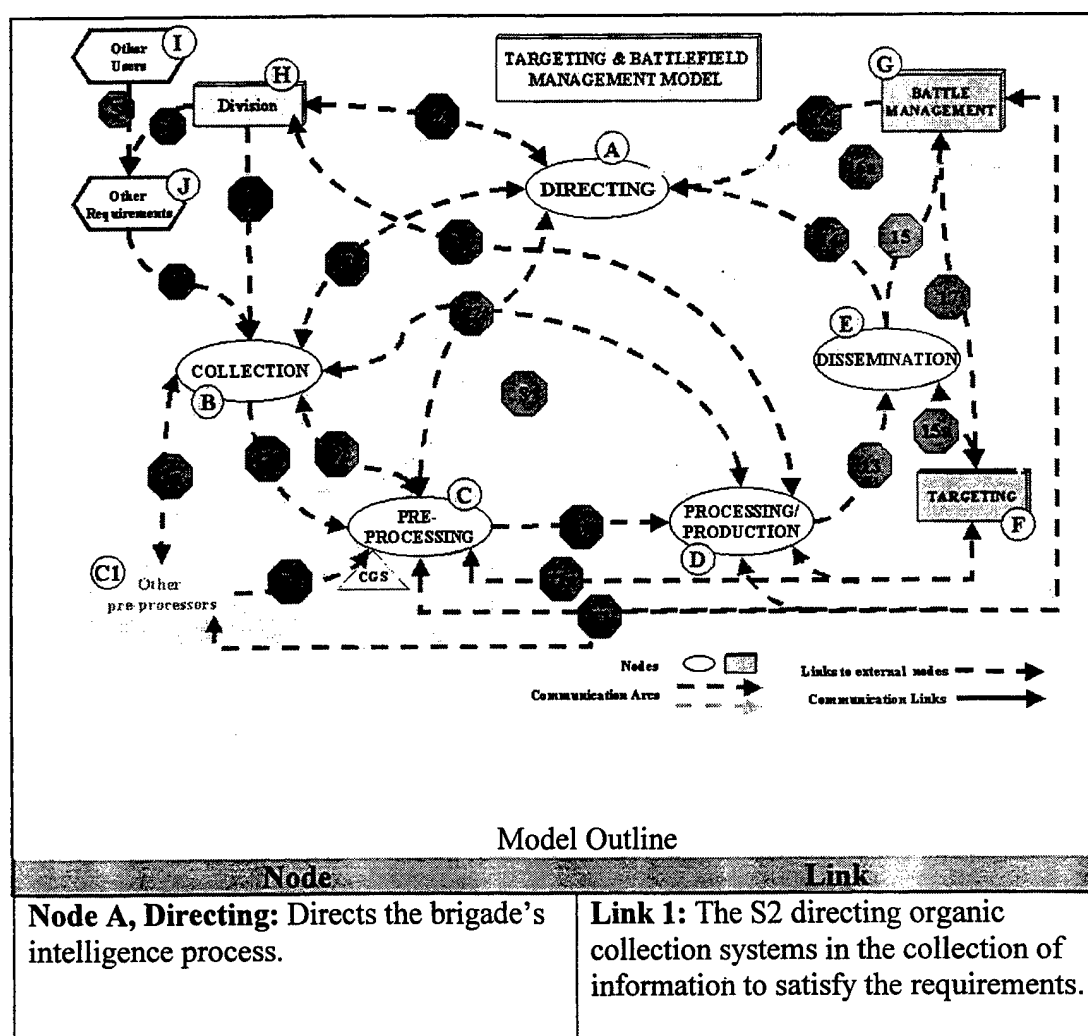 Other
Users
I
H
Division
TARGETING & BATTLEFIELD
MANAGEMENT MODEL
G
BATTLE
MANAGEMENT
A
DIRECTING
J
Other
Requirements
15
17
E
DISSEMINATION
COLLECTION
B
9
15a
13
TARGETING
F
C
PRE-
PROCESSING
CGS
PROCESSING/
PRODUCTION
D
C1
Other
pre-processors
Nodes
Communication Arcs
Links to external nodes
Communication Links
Model Outline
Node
Link
Node A, Directing: Directs the brigade's
intelligence process.
Link 1: The S2 directing organic
collection systems in the collection of
information to satisfy the requirements.